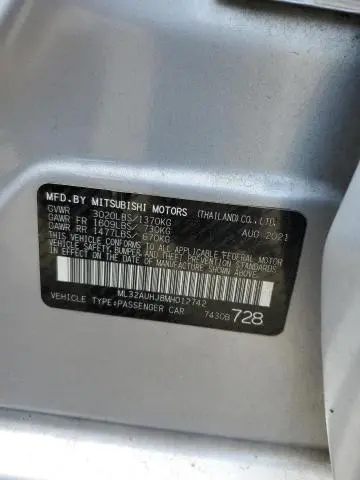 MFD.BY MITSUBISHI MOTORS (THAILAND)CO.,LTD.
GVWR 3020LBS/1370KG AUG 2021
GAWR FR 1609LBS/ 730KG
GAWR RR 1477LBS/ 670KG
THIS VEHICLE CONFORMS TO ALL APPLICABLE FEDERAL MOTOR
VEHICLE SAFETY, BUMPER AND THEFT PREVENTION STANDARDS
IN EFFECT ON THE DATE OF MANUFACTURE SHOWN ABOVE.
ML32AUHJ8MH012742
VEHICLE TYPE:PASSENGER CAR 7430B 728